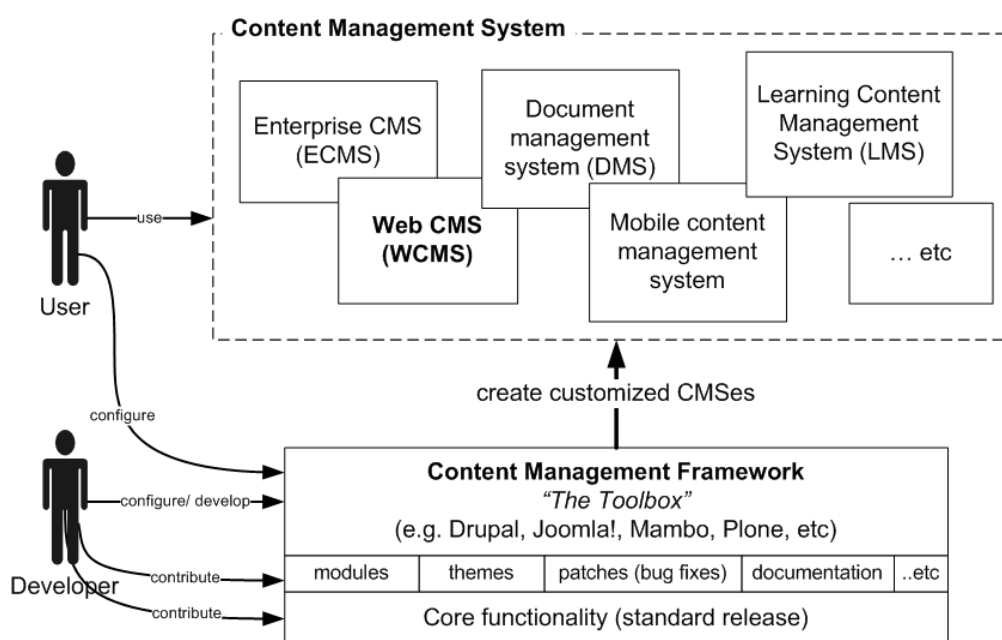 Content Management System
Enterprise CMS
(ECMS)
Document
management
system (DMS)
Learning Content
Management
System (LMS)
Web CMS
(WCMS)
Mobile content
management
system
... etc
use
User
configure
create customized CMSes
Content Management Framework
“The Toolbox”
(e.g. Drupal, Joomla!, Mambo, Plone, etc)
configure/ develop
Developer
contribute
modules
themes
patches (bug fixes)
documentation
..etc
contribute
Core functionality (standard release)